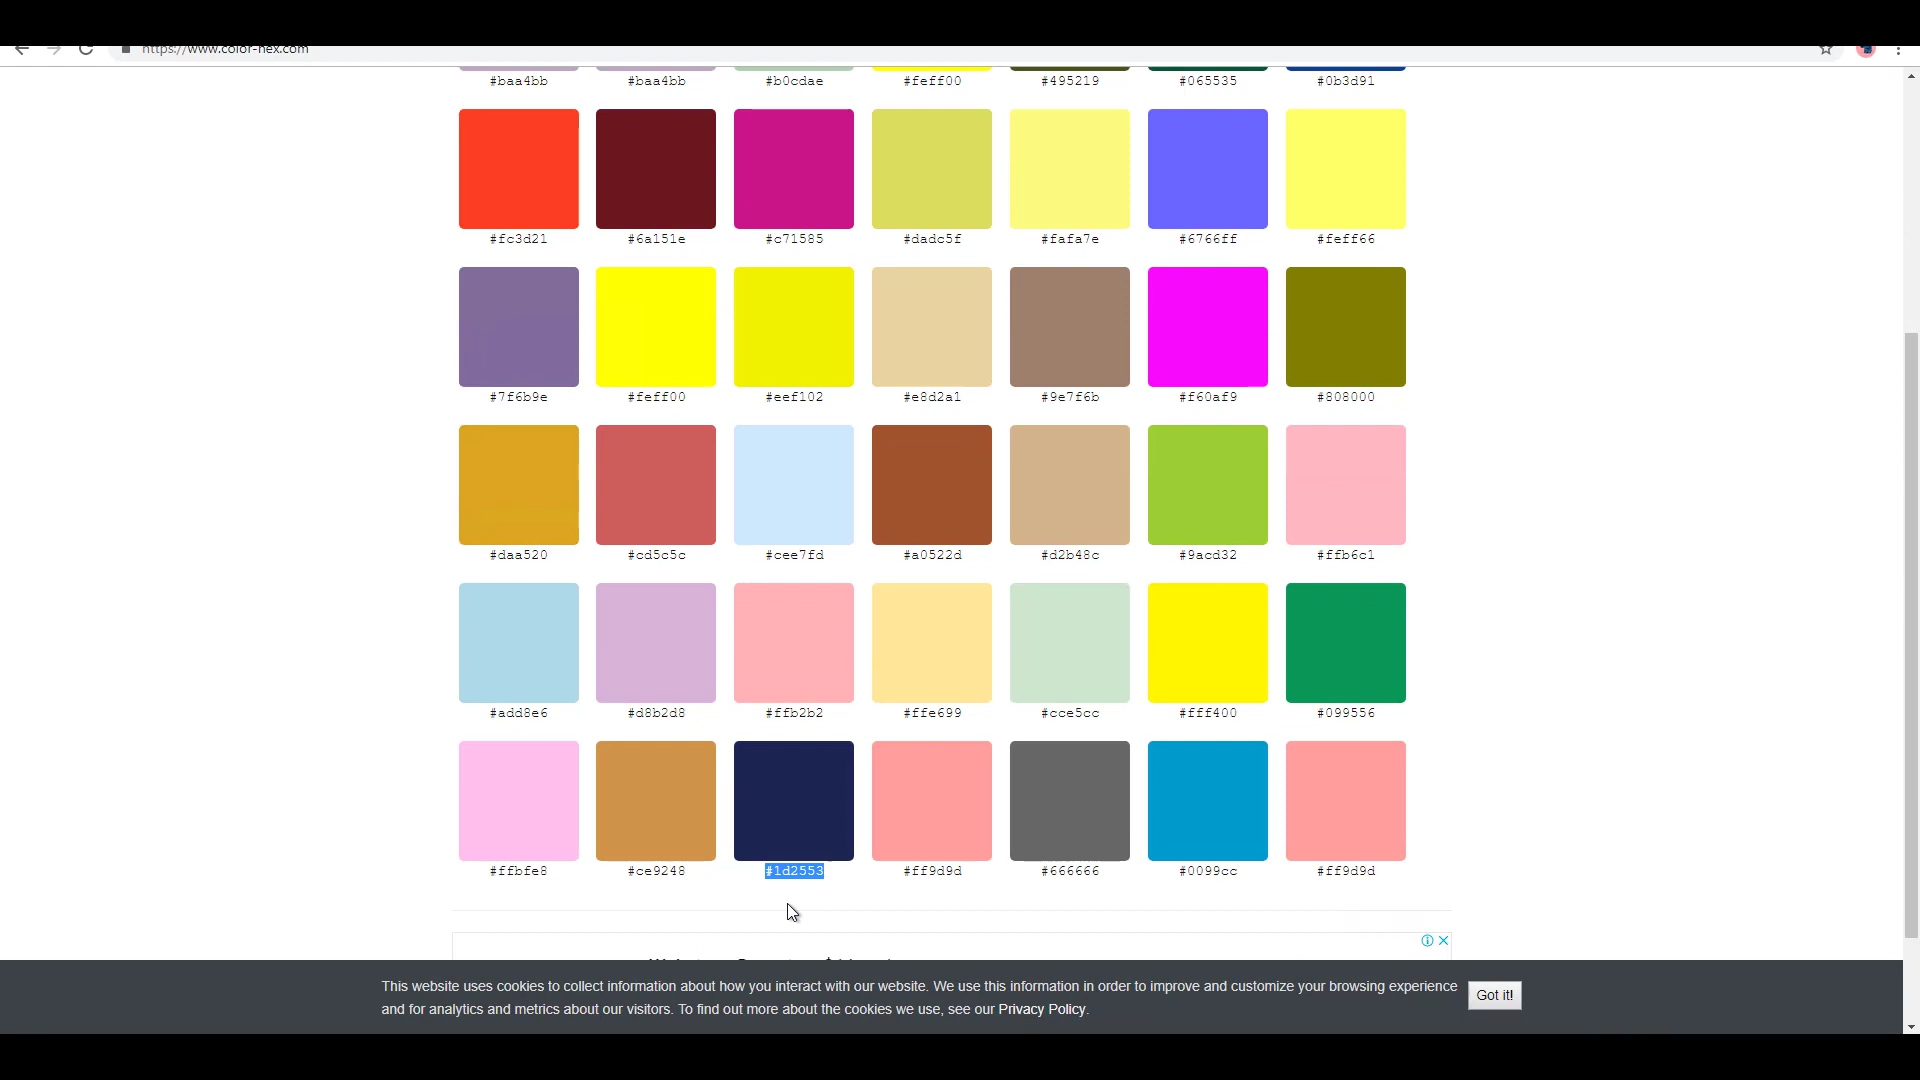 https://www.color-hex.com
#baa4bb #baa4bb #b0cdae #feff00 #495219 #065535 #0b3d91
#fc3d21 #6a151e #c71585 #dadc5f #fafa7e #6766ff #feff66
#7f6b9e #feff00 #eef102 #e8d2a1 #9e7f6b #f60af9 #808000
#daa520 #cd5c5c #cee7fd #a0522d #d2b48c #9acd32 #ffb6c1
#add8e6 #d8b2d8 #ffb2b2 #ffe699 #cce5cc #fff400 #099556
#ffbfe8 #ce9248 #1d2553 #ff9d9d #666666 #0099cc #ff9d9d
This website uses cookies to collect information about how you interact with our website. We use this information in order to improve and customize your browsing experience
and for analytics and metrics about our visitors. To find out more about the cookies we use, see our Privacy Policy.
Got it!